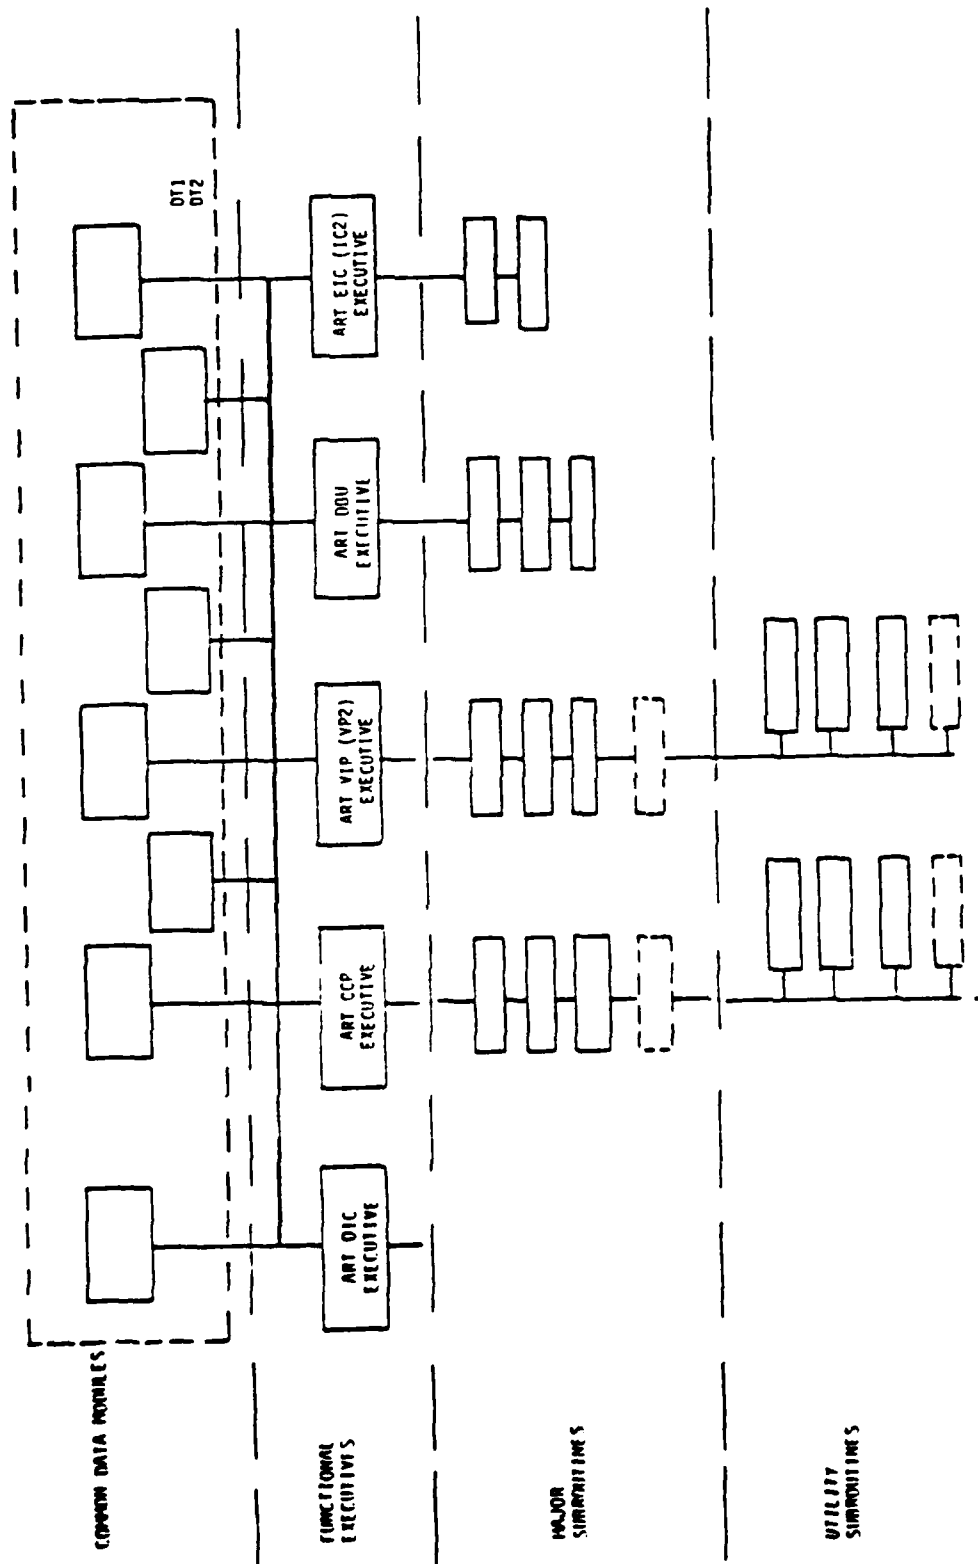 COMMON DATA MODULES
DT1
DT2
FUNCTIONAL
EXECUTIVES
ART OIC
EXECUTIVE
ART CCP
EXECUTIVE
ART VIP (VP2)
EXECUTIVE
ART DDU
EXECUTIVE
ART EIC (IC2)
EXECUTIVE
MAJOR
SUBROUTINES
UTILITY
SUBROUTINES